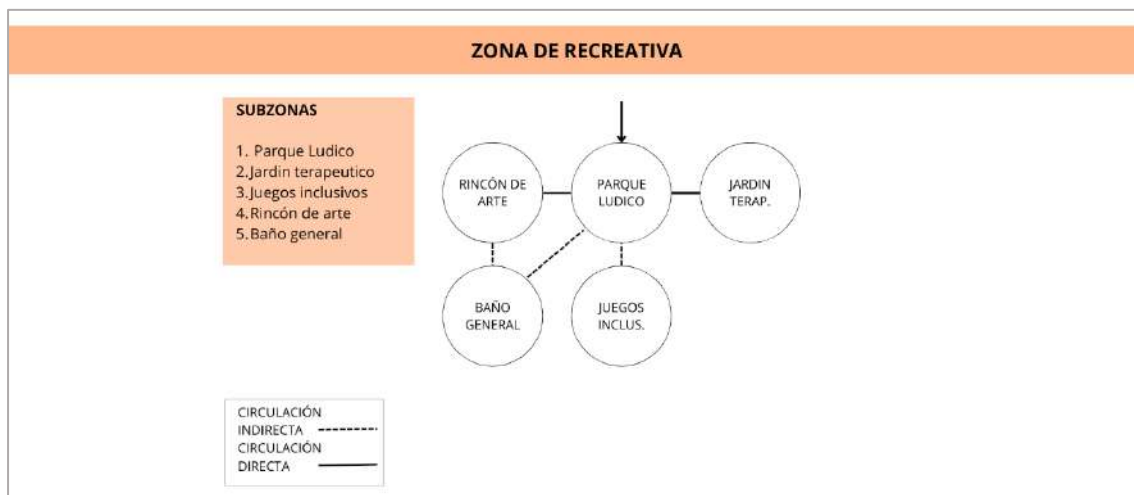 ZONA DE RECREATIVA
SUBZONAS
1. Parque Ludico
2.Jardin terapeutico
3.Juegos inclusivos
4.Rincón de arte
5.Baño general
RINCÓN DE
ARTE
PARQUE
LUDICO
JARDIN
TERAP.
BAÑO
GENERAL
JUEGOS
INCLUS.
CIRCULACIÓN
INDIRECTA
CIRCULACIÓN
DIRECTA